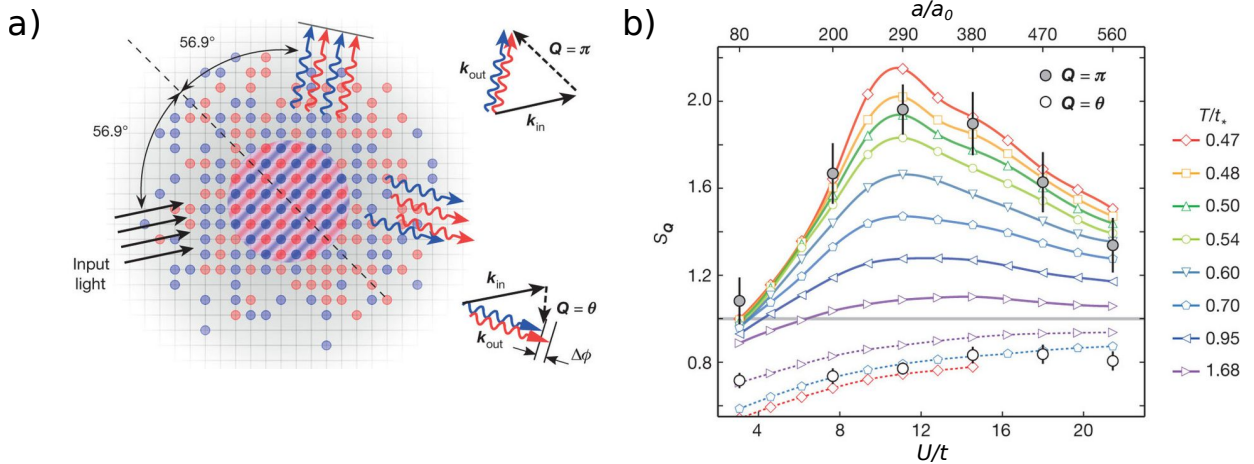 a)
56.9°
56.9°
Input
light
k_out
Q = π
k_in
k_in
Q = θ
k_out
Δϕ
b)
a/a₀
80 200 290 380 470 560
S_Q
2.0
1.6
1.2
0.8
4 8 12 16 20
U/t
Q = π
Q = θ
T/t*
0.47
0.48
0.50
0.54
0.60
0.70
0.95
1.68